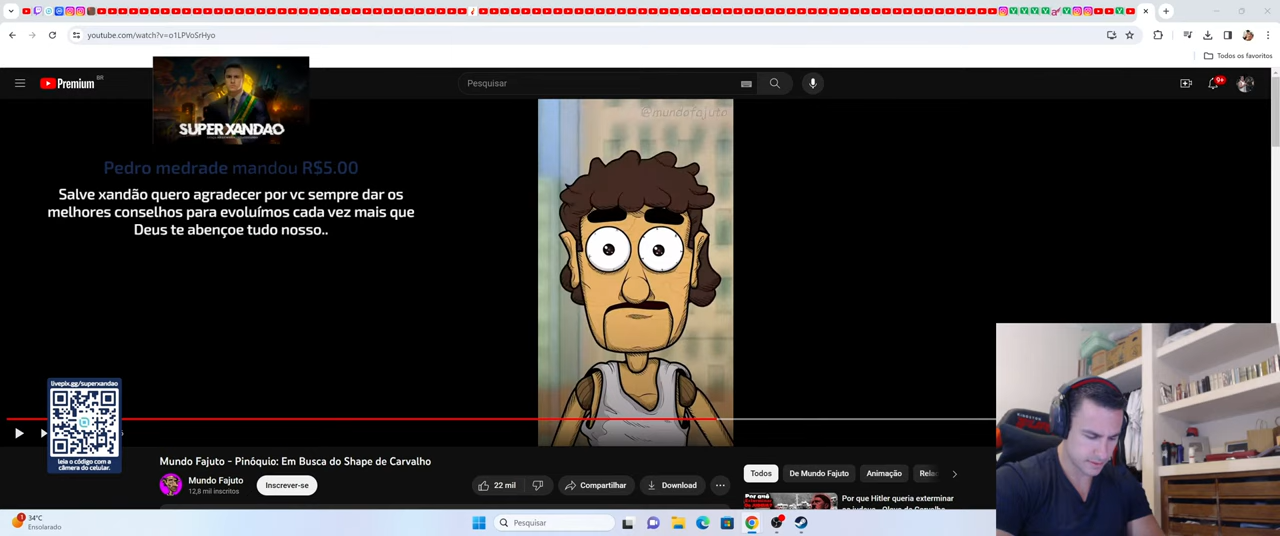 youtube.com/watch?v=o1LPVoSrHyo
Todos os favoritos
Premium
BR
Pesquisar
9+
SUPER XANDAO
@mundofajuto
Pedro medrade mandou R$5.00
Salve xandão quero agradecer por vc sempre dar os
melhores conselhos para evoluímos cada vez mais que
Deus te abençoe tudo nosso..
livepix.gg/superxandao
leia o código com a
câmera do celular.
Mundo Fajuto - Pinóquio: Em Busca do Shape de Carvalho
Mundo Fajuto
12,8 mil inscritos
Inscrever-se
22 mil
Compartilhar
Download
Todos
De Mundo Fajuto
Animação
Relac
Por que Hitler queria exterminar
34°C
Ensolarado
Pesquisar